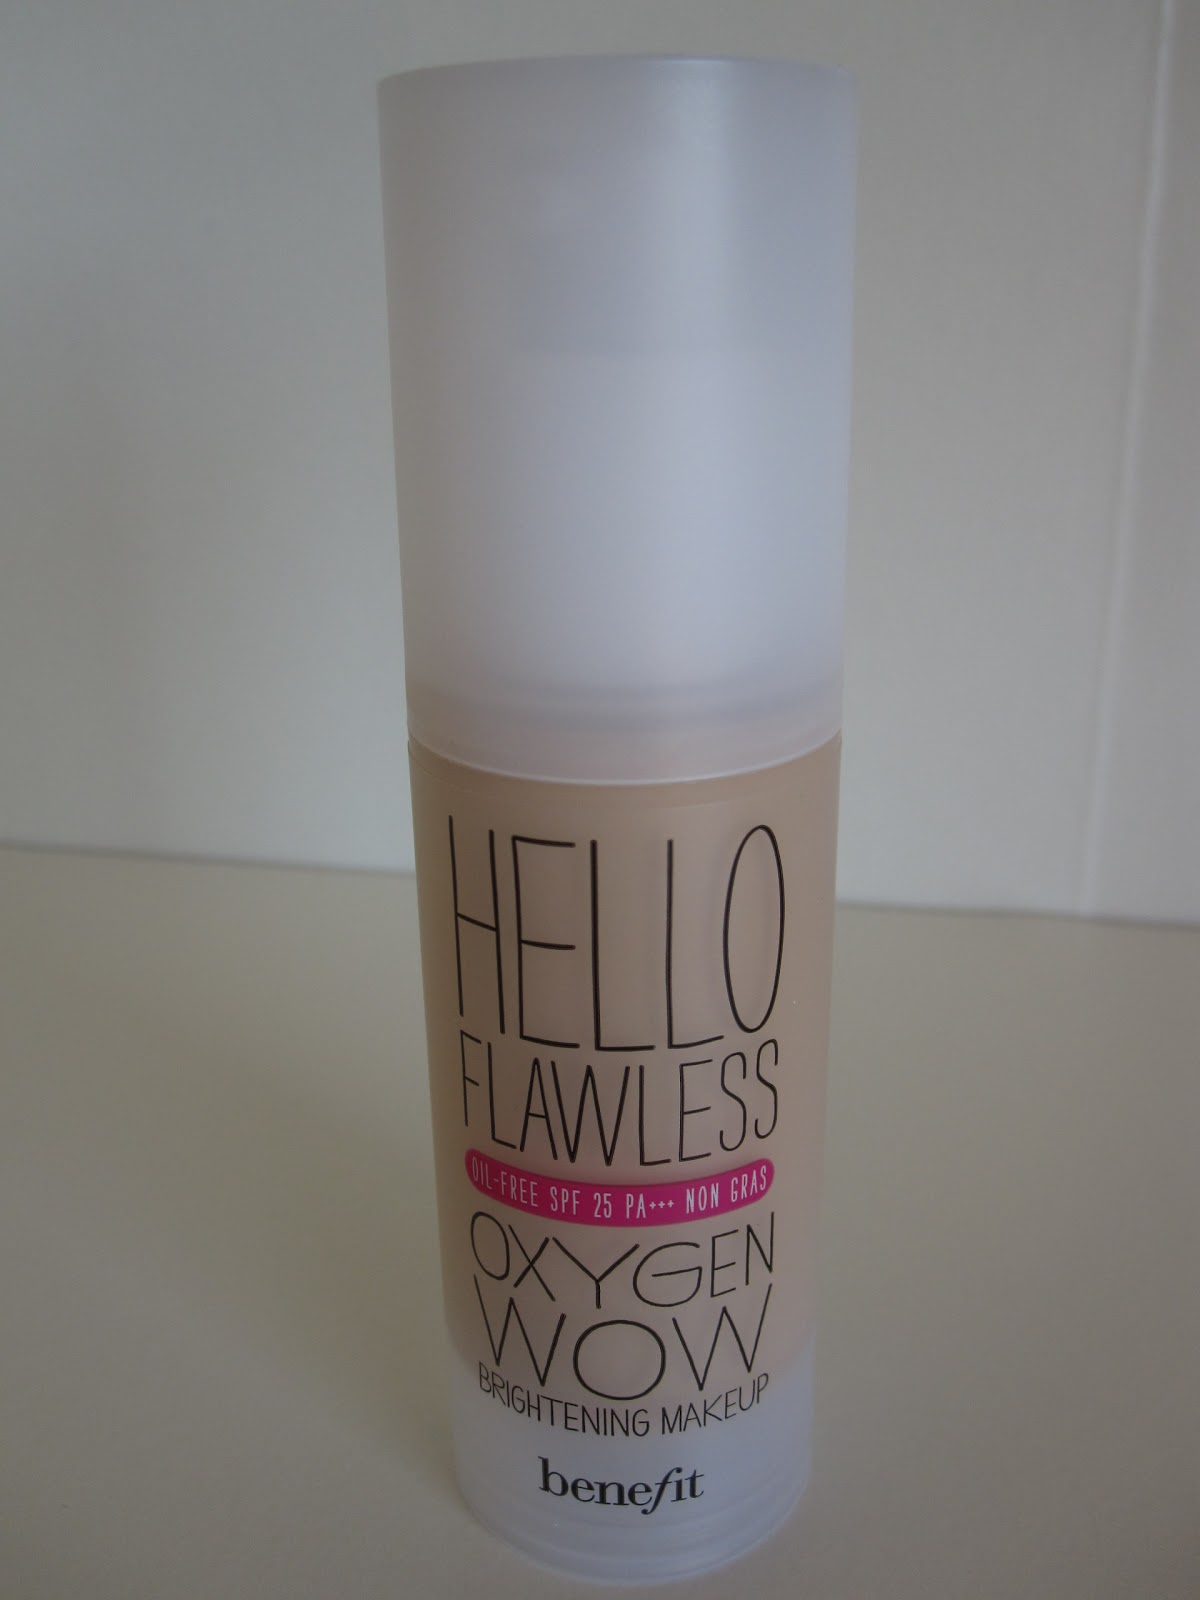 HELLO
FLAWLESS
OIL-FREE SPF 25 PA+++ NON GRAS
OXYGEN
WOW
BRIGHTENING MAKEUP
benefit